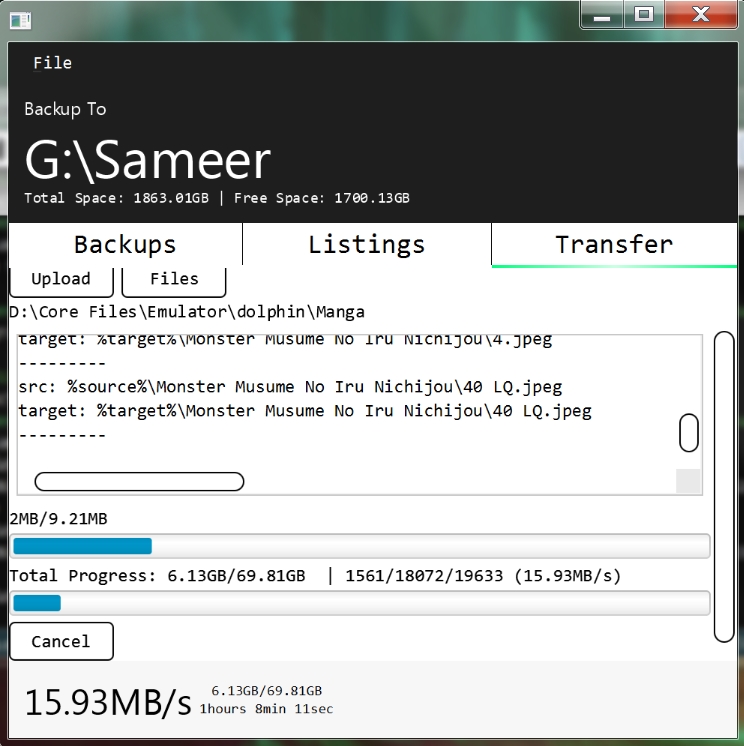 File
Backup To
G:\Sameer
Total Space: 1863.01GB | Free Space: 1700.13GB
Backups Listings Transfer
Upload Files
D:\Core Files\Emulator\dolphin\Manga
target: %target%\Monster Musume No Iru Nichijou\4.jpeg
---------
src: %source%\Monster Musume No Iru Nichijou\40 LQ.jpeg
target: %target%\Monster Musume No Iru Nichijou\40 LQ.jpeg
---------
2MB/9.21MB
Total Progress: 6.13GB/69.81GB | 1561/18072/19633 (15.93MB/s)
Cancel
15.93MB/s
6.13GB/69.81GB
1hours 8min 11sec